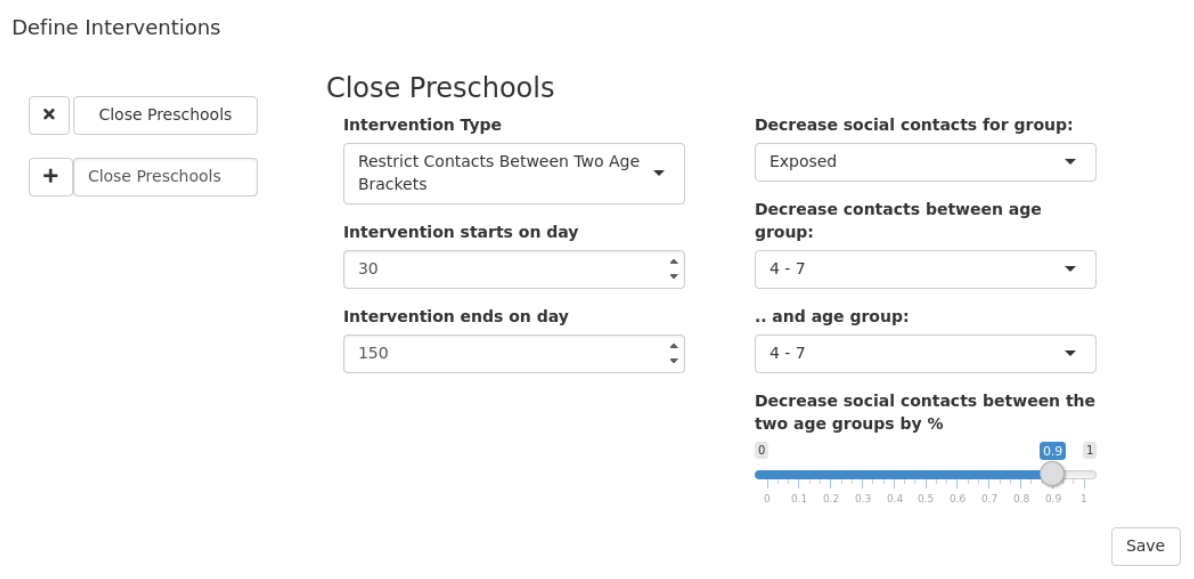 Define Interventions
× Close Preschools
+ Close Preschools
Close Preschools
Intervention Type
Restrict Contacts Between Two Age
Brackets
Intervention starts on day
30
Intervention ends on day
150
Decrease social contacts for group:
Exposed
Decrease contacts between age
group:
4 - 7
.. and age group:
4 - 7
Decrease social contacts between the
two age groups by %
0 0.9 1
0 0.1 0.2 0.3 0.4 0.5 0.6 0.7 0.8 0.9 1
Save